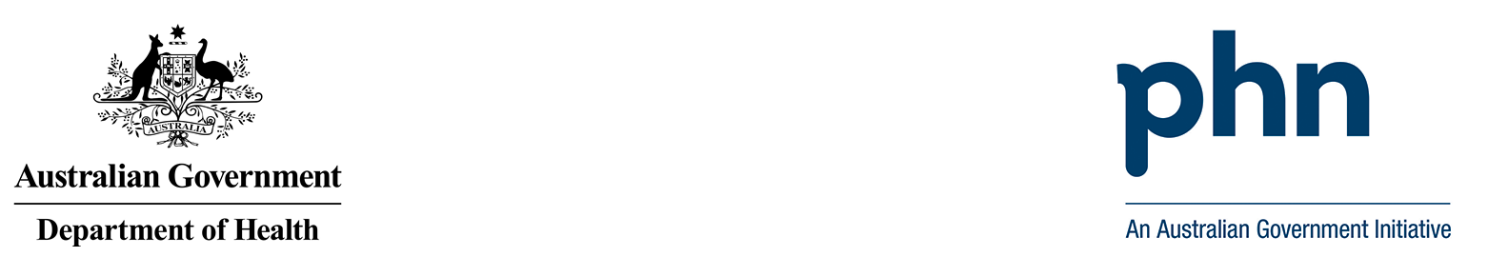 AUSTRALIA
Australian Government
Department of Health
phn
An Australian Government Initiative